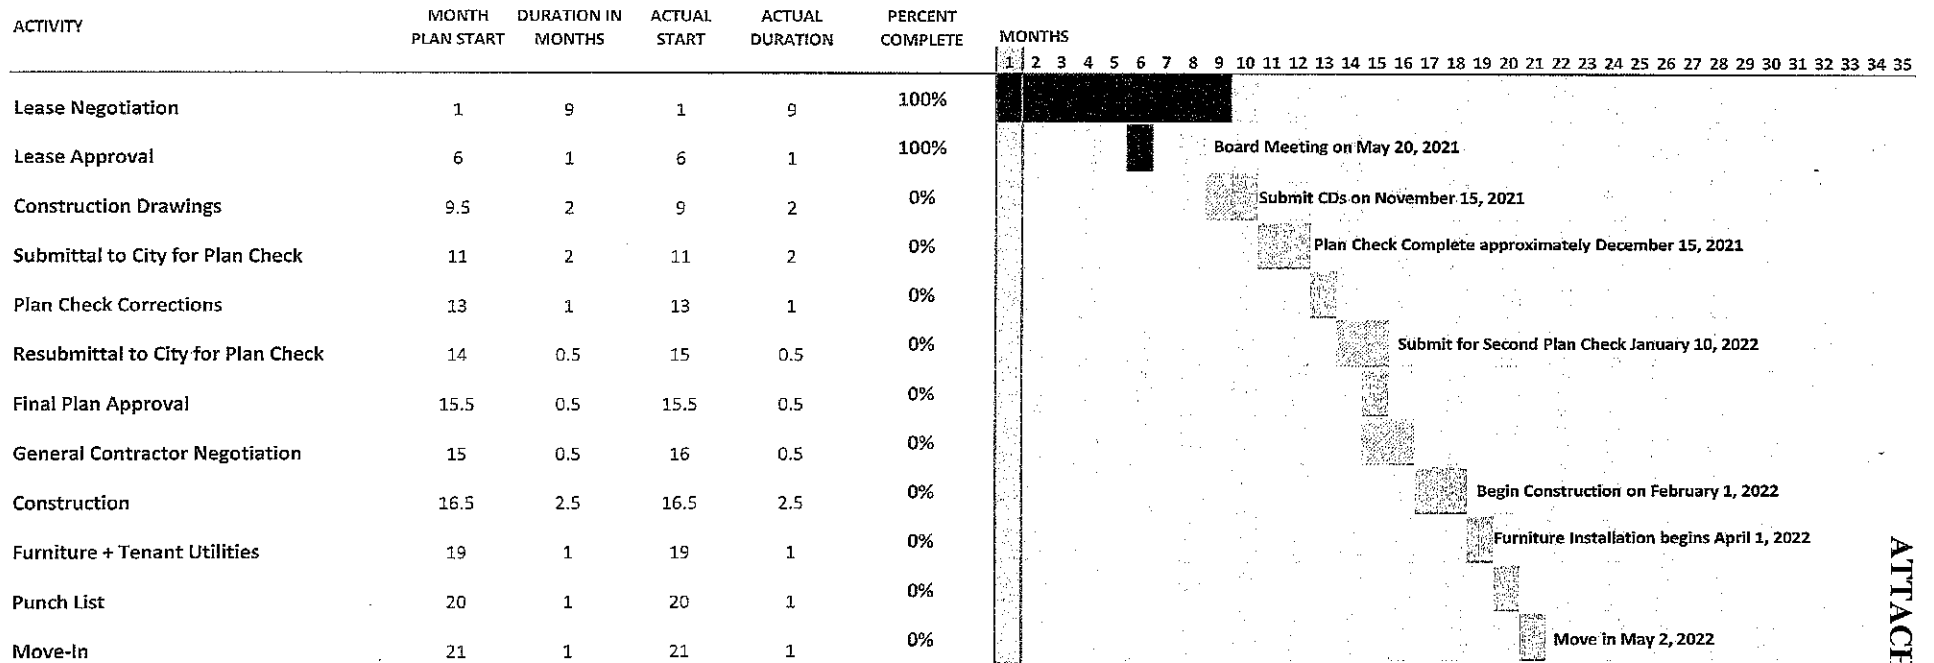 ACTIVITY MONTH PLAN START DURATION IN MONTHS ACTUAL START ACTUAL DURATION PERCENT COMPLETE MONTHS
1 2 3 4 5 6 7 8 9 10 11 12 13 14 15 16 17 18 19 20 21 22 23 24 25 26 27 28 29 30 31 32 33 34 35
Lease Negotiation 1 9 1 9 100%
Lease Approval 6 1 6 1 100% Board Meeting on May 20, 2021
Construction Drawings 9.5 2 9 2 0% Submit CDs on November 15, 2021
Submittal to City for Plan Check 11 2 11 2 0% Plan Check Complete approximately December 15, 2021
Plan Check Corrections 13 1 13 1 0%
Resubmittal to City for Plan Check 14 0.5 15 0.5 0% Submit for Second Plan Check January 10, 2022
Final Plan Approval 15.5 0.5 15.5 0.5 0%
General Contractor Negotiation 15 0.5 16 0.5 0%
Construction 16.5 2.5 16.5 2.5 0% Begin Construction on February 1, 2022
Furniture + Tenant Utilities 19 1 19 1 0% Furniture Installation begins April 1, 2022
Punch List 20 1 20 1 0%
Move-In 21 1 21 1 0% Move in May 2, 2022
ATTACH